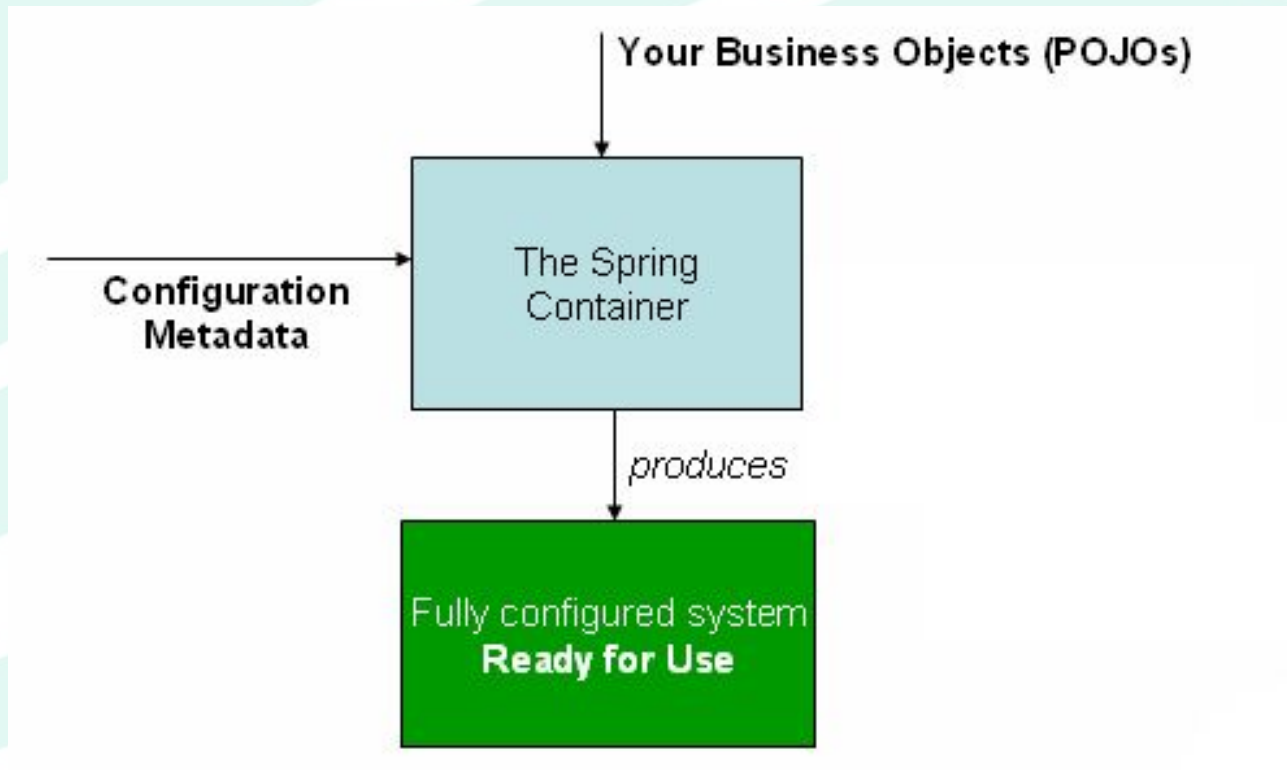 Your Business Objects (POJOs)
The Spring
Container
Configuration
Metadata
produces
Fully configured system
Ready for Use